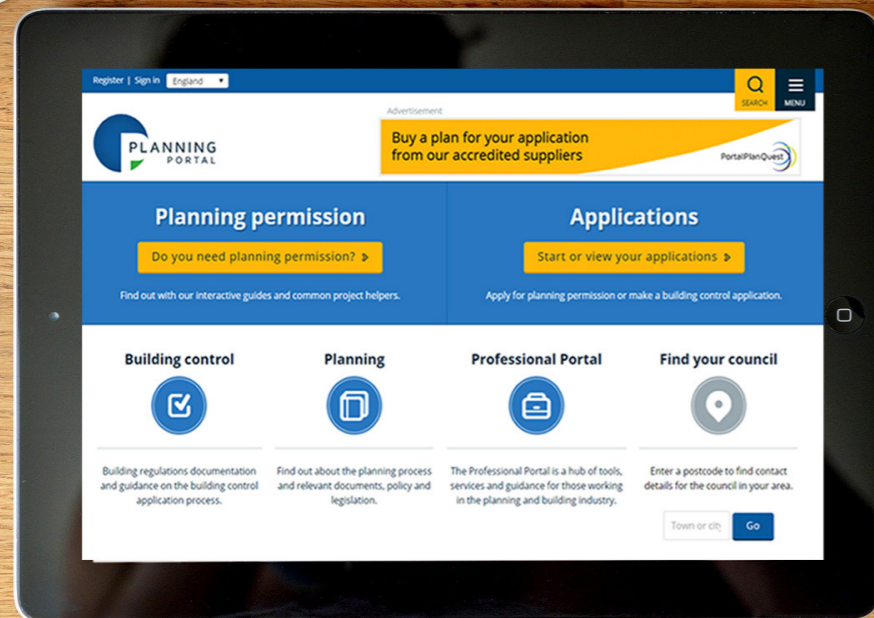 Register | Sign in England
SEARCH MENU
Advertisement
Buy a plan for your application
from our accredited suppliers
PortalPlanQuest
PLANNING
PORTAL
Planning permission
Do you need planning permission?
Find out with our interactive guides and common project helpers.
Applications
Start or view your applications
Apply for planning permission or make a building control application.
Building control
Building regulations documentation
and guidance on the building control
application process.
Planning
Find out about the planning process
and relevant documents, policy and
legislation.
Professional Portal
The Professional Portal is a hub of tools,
services and guidance for those working
in the planning and building industry.
Find your council
Enter a postcode to find contact
details for the council in your area.
Town or city
Go